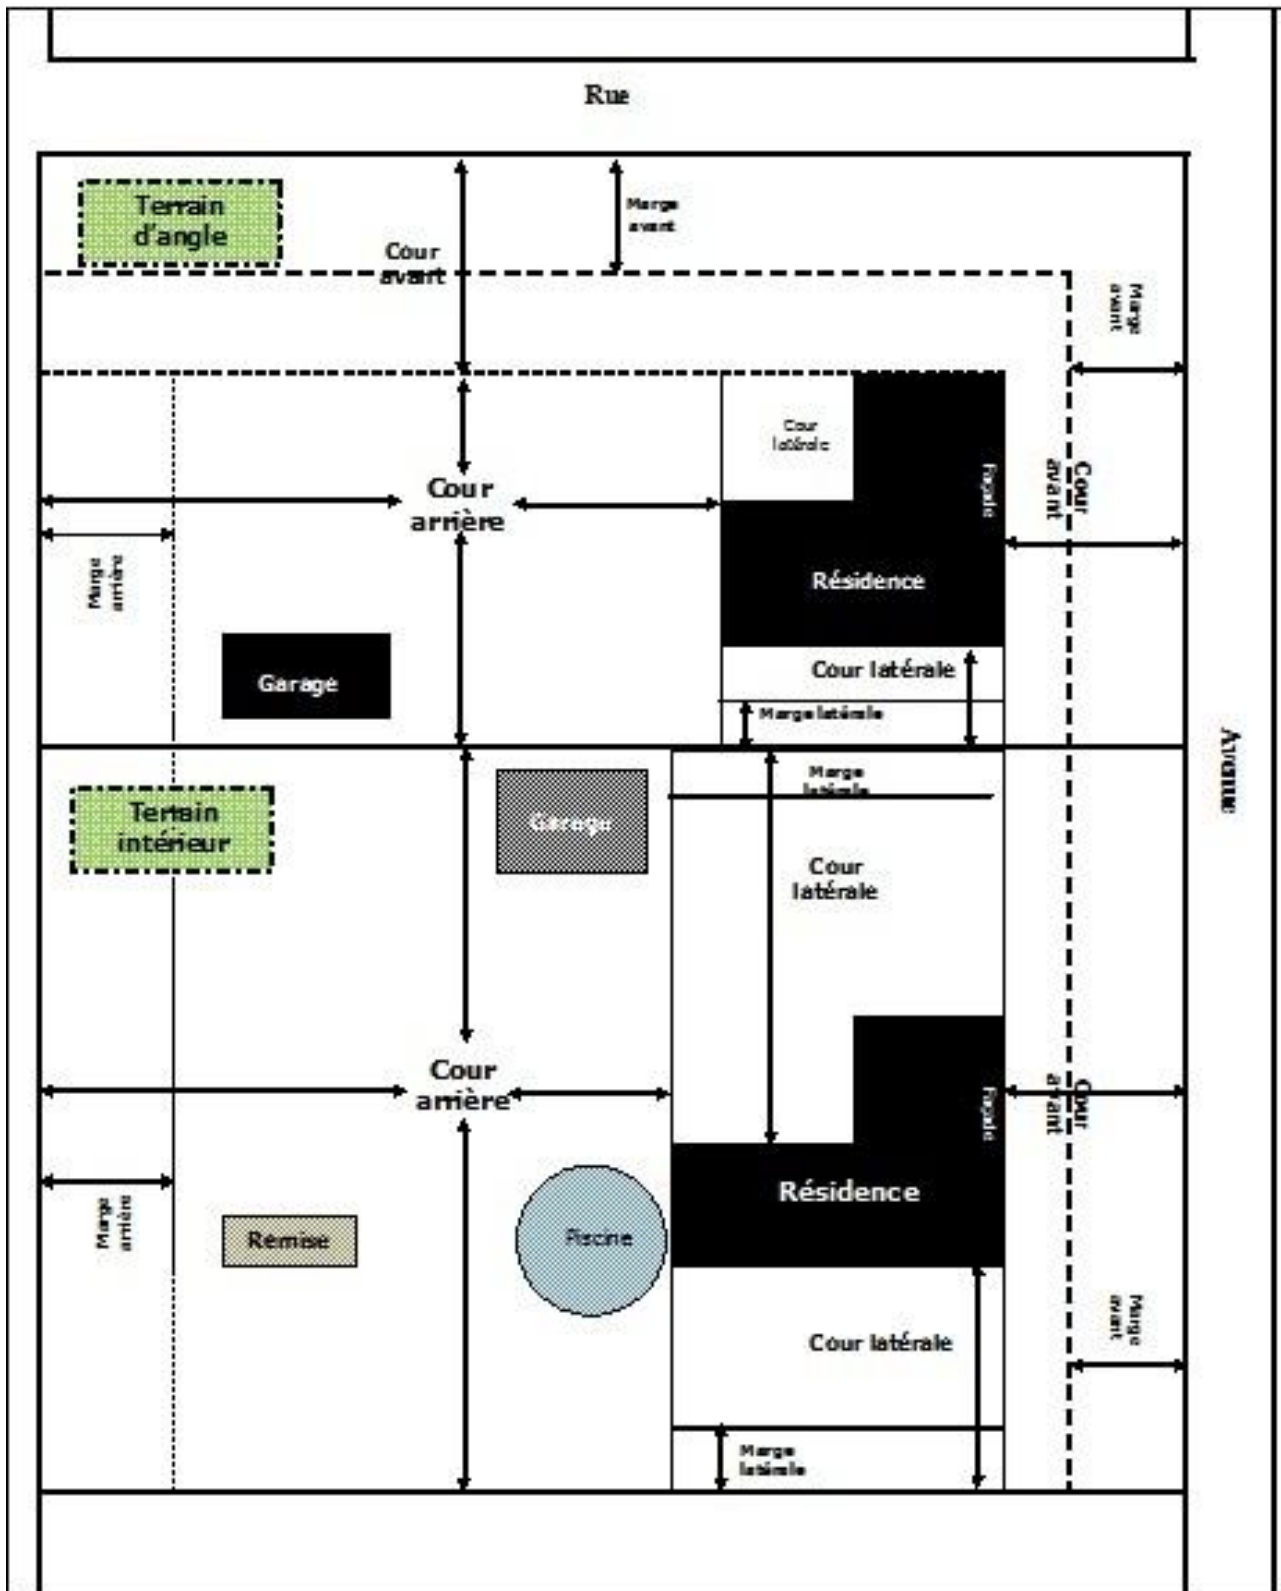 Rue
Terrain
d'angle
Marge
avant
Cour
avant
Marge
avant
Cour
latérale
Façade
Cour
avant
Cour
arrière
Marge
arrière
Résidence
Garage
Cour latérale
Marge latérale
Avenue
Marge
latérale
Terrain
intérieur
Garage
Cour
latérale
Cour
arrière
Façade
Cour
avant
Résidence
Marge
arrière
Remise
Piscine
Marge
avant
Cour latérale
Marge
latérale